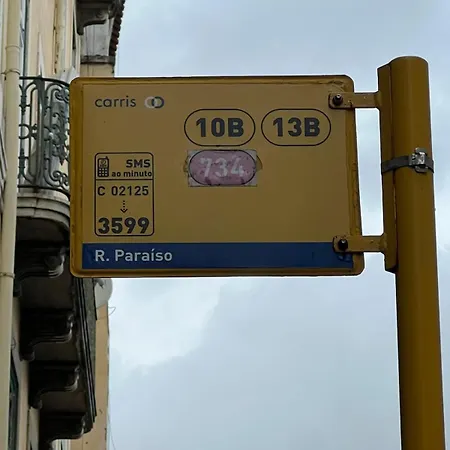 carris
10B 13B
734
SMS
ao minuto
C 02125
3599
R. Paraíso